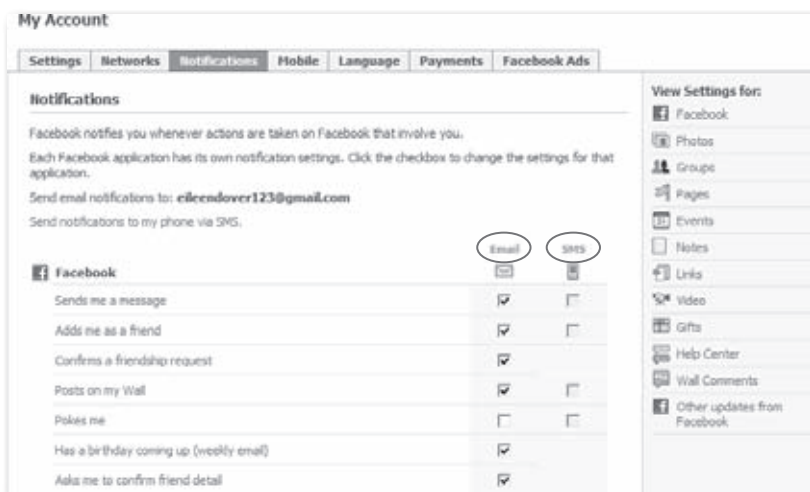 My Account
Settings Networks Notifications Mobile Language Payments Facebook Ads
Notifications
Facebook notifies you whenever actions are taken on Facebook that involve you.
Each Facebook application has its own notification settings. Click the checkbox to change the settings for that
application.
Send email notifications to: eileendover123@gmail.com
Send notifications to my phone via SMS.
Email SMS
Facebook
Sends me a message
Adds me as a friend
Confirms a friendship request
Posts on my Wall
Pokes me
Has a birthday coming up (weekly email)
Asks me to confirm friend detail
View Settings for:
Facebook
Photos
Groups
Pages
Events
Notes
Links
Video
Gifts
Help Center
Wall Comments
Other updates from
Facebook